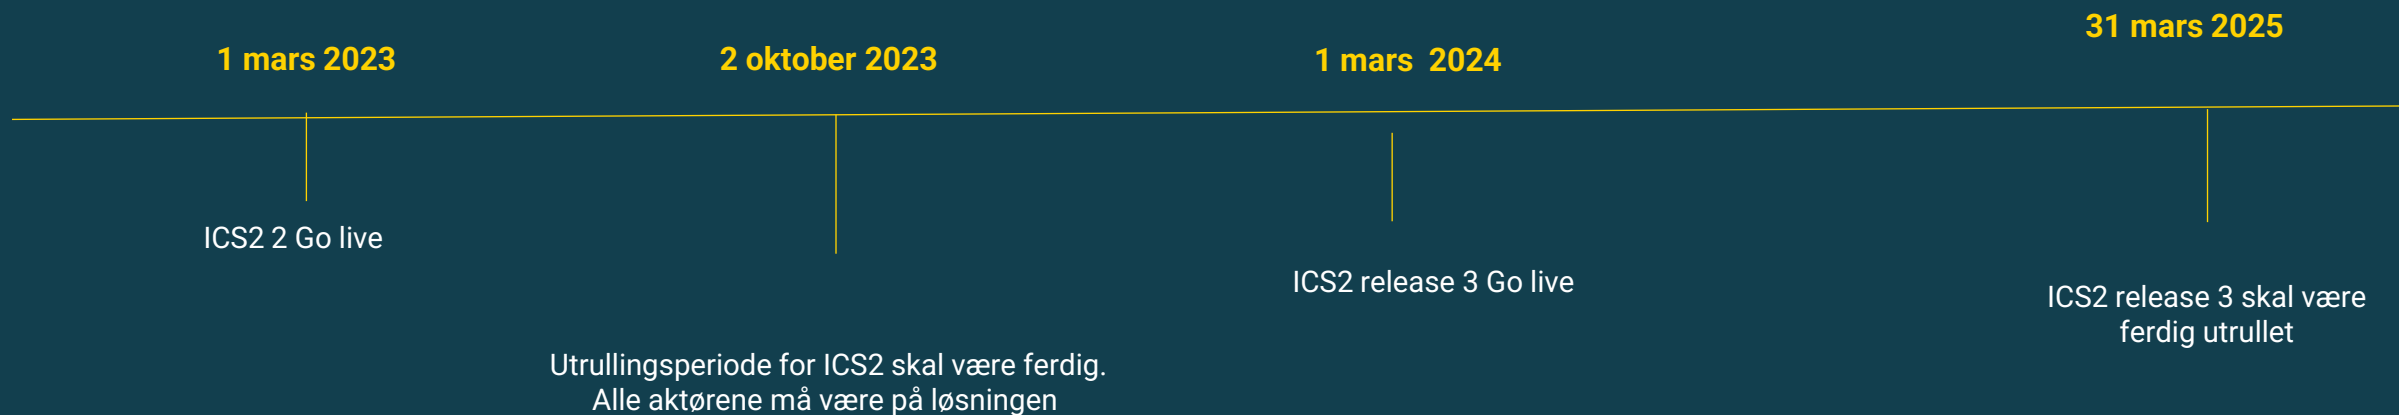 1 mars 2023
ICS2 2 Go live
2 oktober 2023
Utrullingsperiode for ICS2 skal være ferdig.
Alle aktørene må være på løsningen
1 mars  2024
ICS2 release 3 Go live
31 mars 2025
ICS2 release 3 skal være
ferdig utrullet